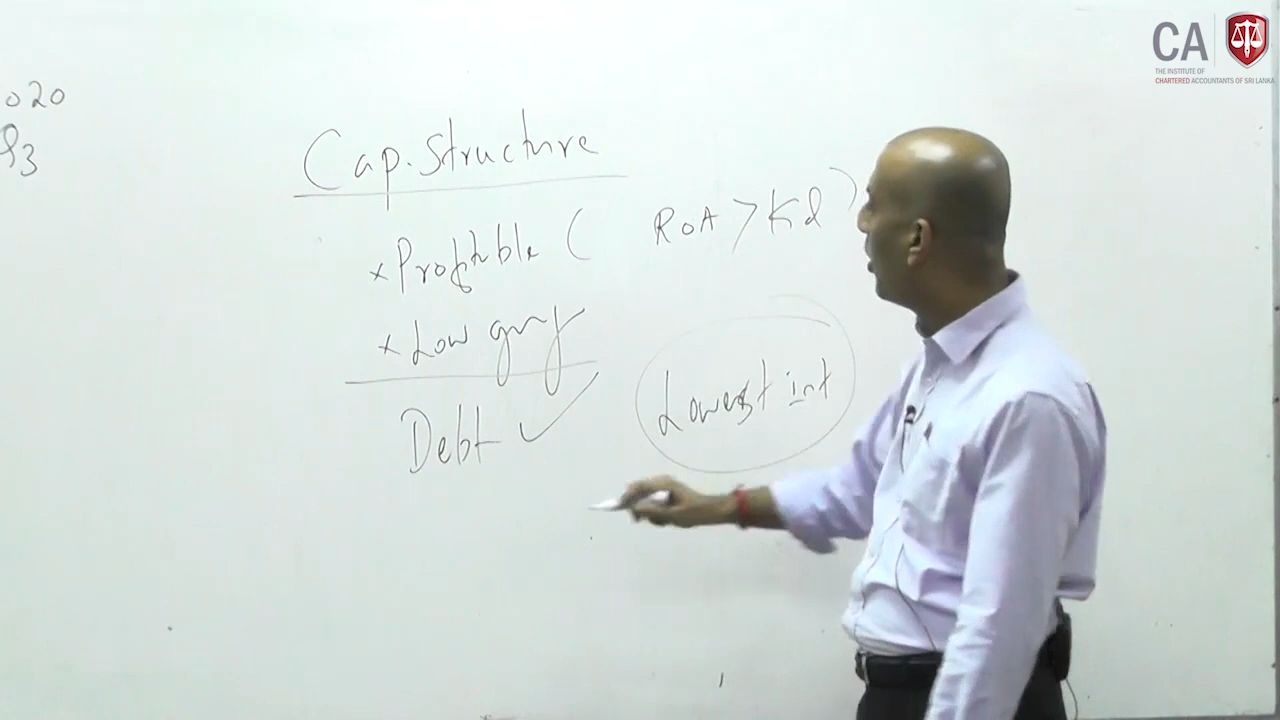 CA
THE INSTITUTE OF
CHARTERED ACCOUNTANTS OF SRI LANKA
020
Cap. Structure
x Profitable ( ROA > Kd )
x Low
Debt ✓
Lowest int